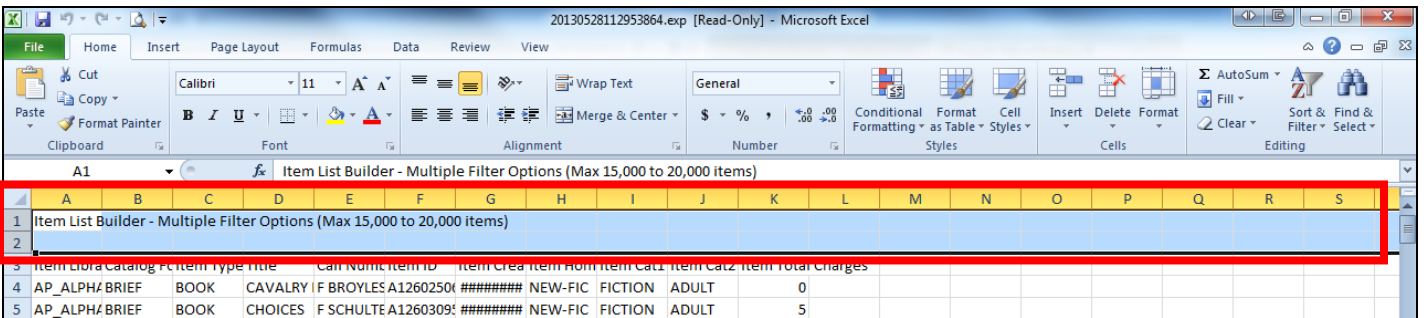 20130528112953864.exp [Read-Only] - Microsoft Excel
File Home Insert Page Layout Formulas Data Review View
Cut
Copy
Format Painter
Paste
Calibri 11 A A
B I U A
Wrap Text
Merge & Center
General
$ % , .0 .00 .00 .0
Conditional Formatting
Format as Table
Cell Styles
Insert Delete Format
Σ AutoSum
Fill
Clear
Sort & Filter
Find & Select
Clipboard Font Alignment Number Styles Cells Editing
A1 fx Item List Builder - Multiple Filter Options (Max 15,000 to 20,000 items)
A B C D E F G H I J K L M N O P Q R S
1 Item List Builder - Multiple Filter Options (Max 15,000 to 20,000 items)
2
3 Item Libra Catalog Fo Item Type Title Call Numb Item ID Item Crea Item Hom Item Cat1 Item Cat2 Item Total Charges
4 AP_ALPHA BRIEF BOOK CAVALRY F BROYLES A1260250 ######## NEW-FIC FICTION ADULT 0
5 AP_ALPHA BRIEF BOOK CHOICES F SCHULTE A1260309 ######## NEW-FIC FICTION ADULT 5